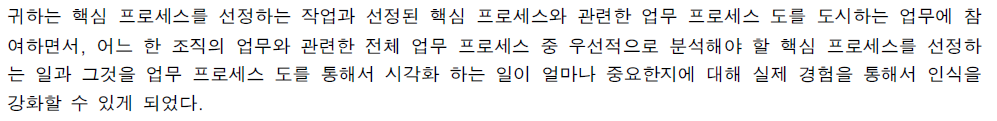 귀하는 핵심 프로세스를 선정하는 작업과 선정된 핵심 프로세스와 관련한 업무 프로세스 도를 도시하는 업무에 참
여하면서, 어느 한 조직의 업무와 관련한 전체 업무 프로세스 중 우선적으로 분석해야 할 핵심 프로세스를 선정하
는 일과 그것을 업무 프로세스 도를 통해서 시각화 하는 일이 얼마나 중요한지에 대해 실제 경험을 통해서 인식을
강화할 수 있게 되었다.